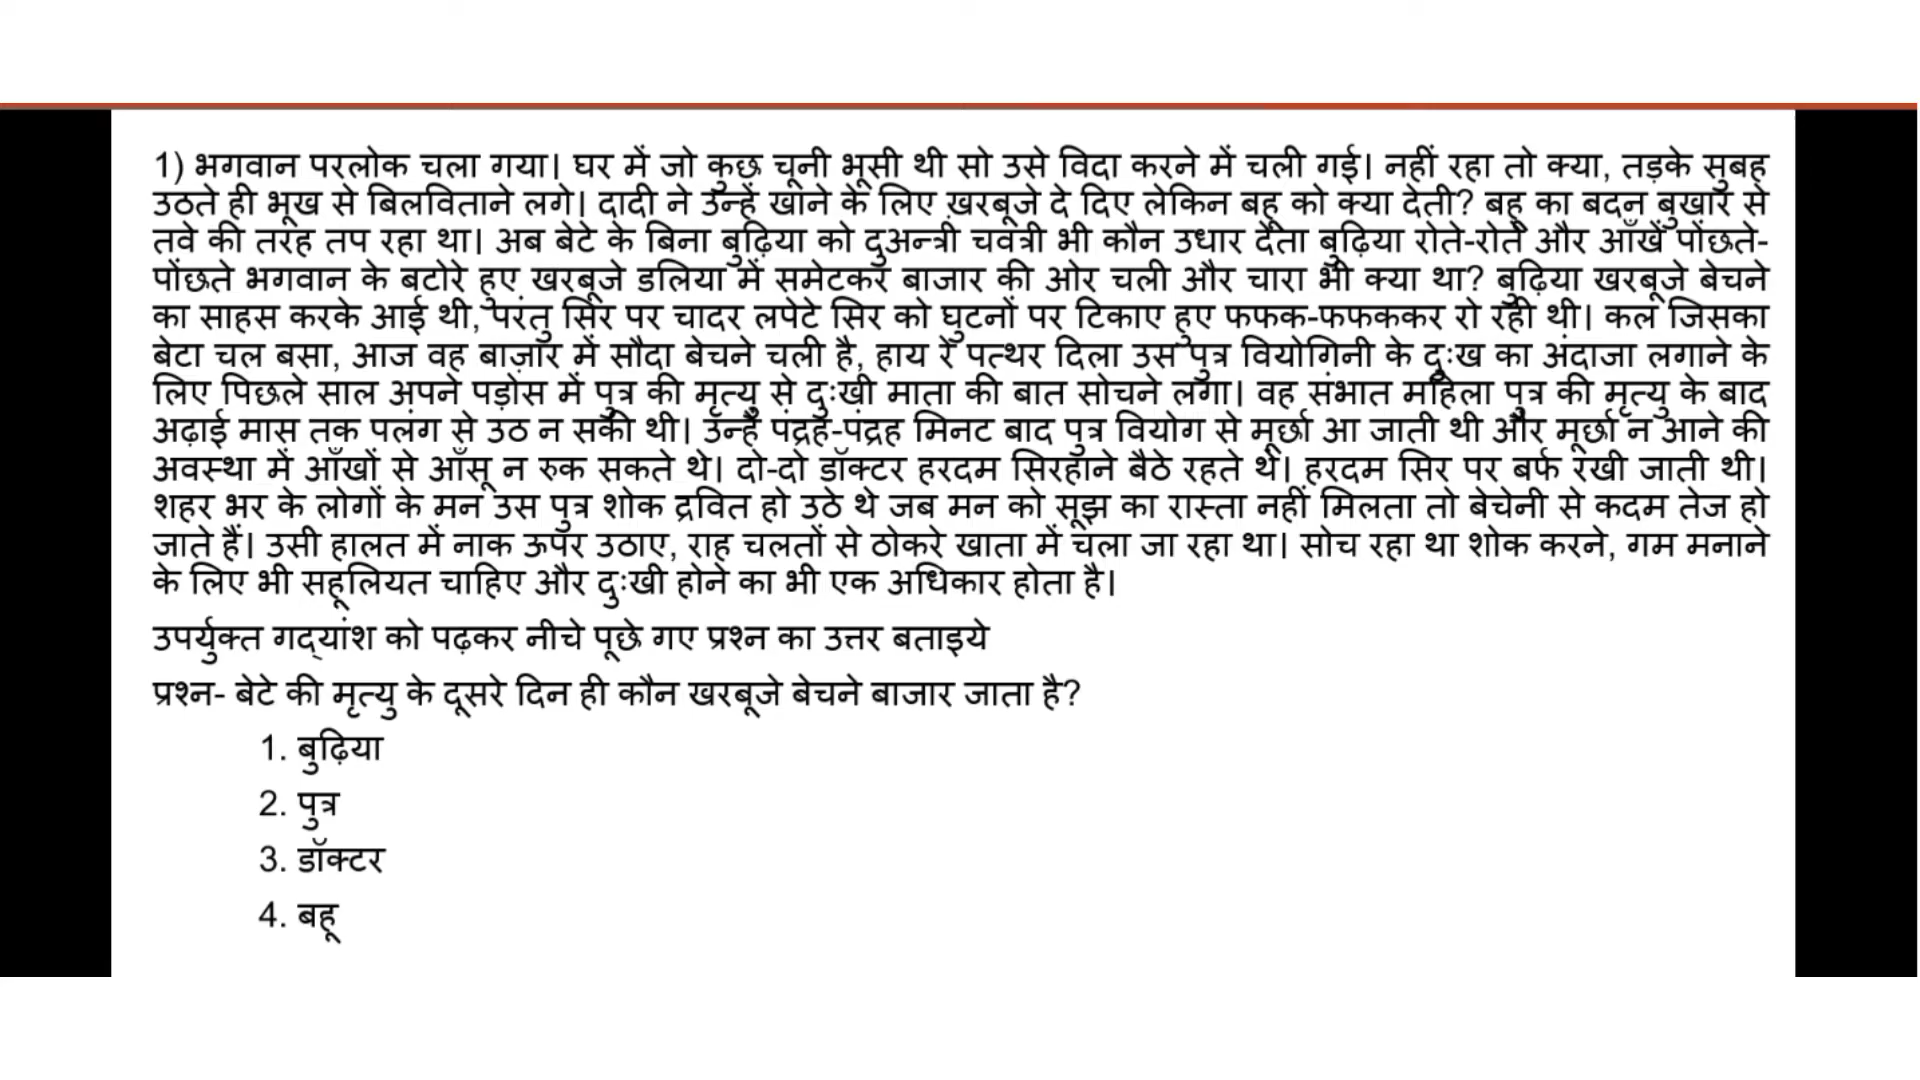 1) भगवान परलोक चला गया। घर में जो कुछ चूनी भूसी थी सो उसे विदा करने में चली गई। नहीं रहा तो क्या, तड़के सुबह
उठते ही भूख से बिलविताने लगे। दादी ने उन्हें खाने के लिए खरबूजे दे दिए लेकिन बहू को क्या देती? बहू का बदन बुखार से
तवे की तरह तप रहा था। अब बेटे के बिना बुढ़िया को दुअन्त्री चवत्री भी कौन उधार देता बुढ़िया रोते-रोते और आँखें पोंछते-
पोंछते भगवान के बटोरे हुए खरबूजे डलिया में समेटकर बाजार की ओर चली और चारा भी क्या था? बुढ़िया खरबूजे बेचने
का साहस करके आई थी, परंतु सिर पर चादर लपेटे सिर को घुटनों पर टिकाए हुए फफक-फफककर रो रही थी। कल जिसका
बेटा चल बसा, आज वह बाज़ार में सौदा बेचने चली है, हाय रे पत्थर दिला उस पुत्र वियोगिनी के दुःख का अंदाजा लगाने के
लिए पिछले साल अपने पड़ोस में पुत्र की मृत्यु से दुःखी माता की बात सोचने लगा। वह संभात महिला पुत्र की मृत्यु के बाद
अढ़ाई मास तक पलंग से उठ न सकी थी। उन्हें पंद्रह-पंद्रह मिनट बाद पुत्र वियोग से मूर्छा आ जाती थी और मूर्छा न आने की
अवस्था में आँखों से आँसू न रुक सकते थे। दो-दो डॉक्टर हरदम सिरहाने बैठे रहते थे। हरदम सिर पर बर्फ रखी जाती थी।
शहर भर के लोगों के मन उस पुत्र शोक द्रवित हो उठे थे जब मन को सूझ का रास्ता नहीं मिलता तो बेचेनी से कदम तेज हो
जाते हैं। उसी हालत में नाक ऊपर उठाए, राह चलतों से ठोकरे खाता में चला जा रहा था। सोच रहा था शोक करने, गम मनाने
के लिए भी सहूलियत चाहिए और दुःखी होने का भी एक अधिकार होता है।
उपर्युक्त गद्यांश को पढ़कर नीचे पूछे गए प्रश्न का उत्तर बताइये
प्रश्न- बेटे की मृत्यु के दूसरे दिन ही कौन खरबूजे बेचने बाजार जाता है?
1. बुढ़िया
2. पुत्र
3. डॉक्टर
4. बहू